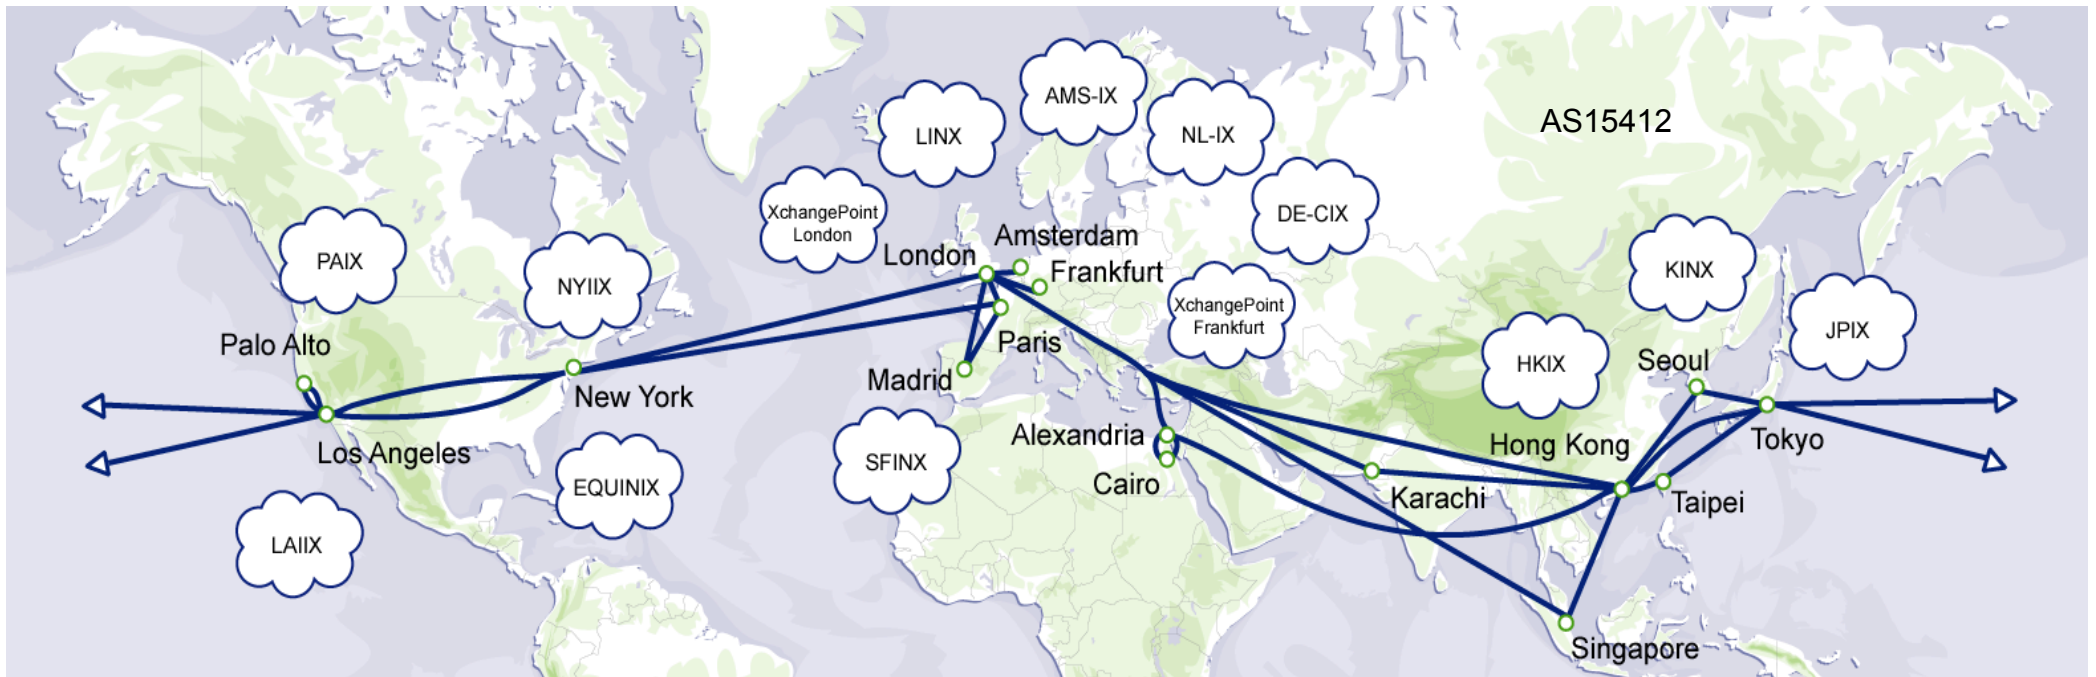 AMS-IX
AS15412
LINX
NL-IX
XchangePoint
London
DE-CIX
London
Amsterdam
Frankfurt
PAIX
NYIIX
KINX
XchangePoint
Frankfurt
JPIX
Palo Alto
Paris
Madrid
New York
HKIX
Seoul
Los Angeles
Alexandria
Hong Kong
Tokyo
SFINX
Cairo
EQUINIX
Karachi
Taipei
LAIIX
Singapore